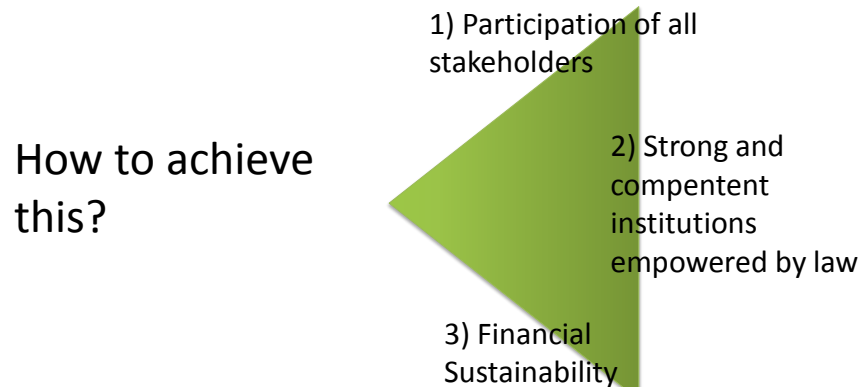 How to achieve
this?
1) Participation of all
stakeholders
2) Strong and
compentent
institutions
empowered by law
3) Financial
Sustainability